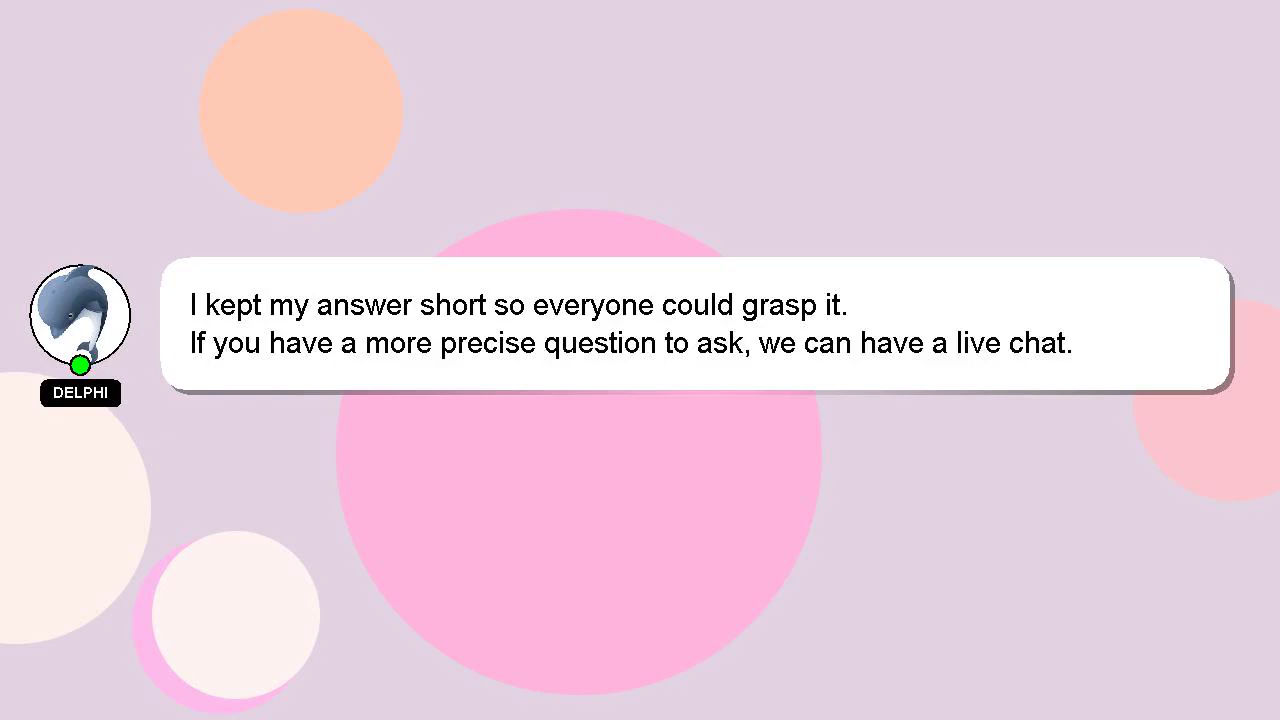 I kept my answer short so everyone could grasp it.
If you have a more precise question to ask, we can have a live chat.
DELPHI